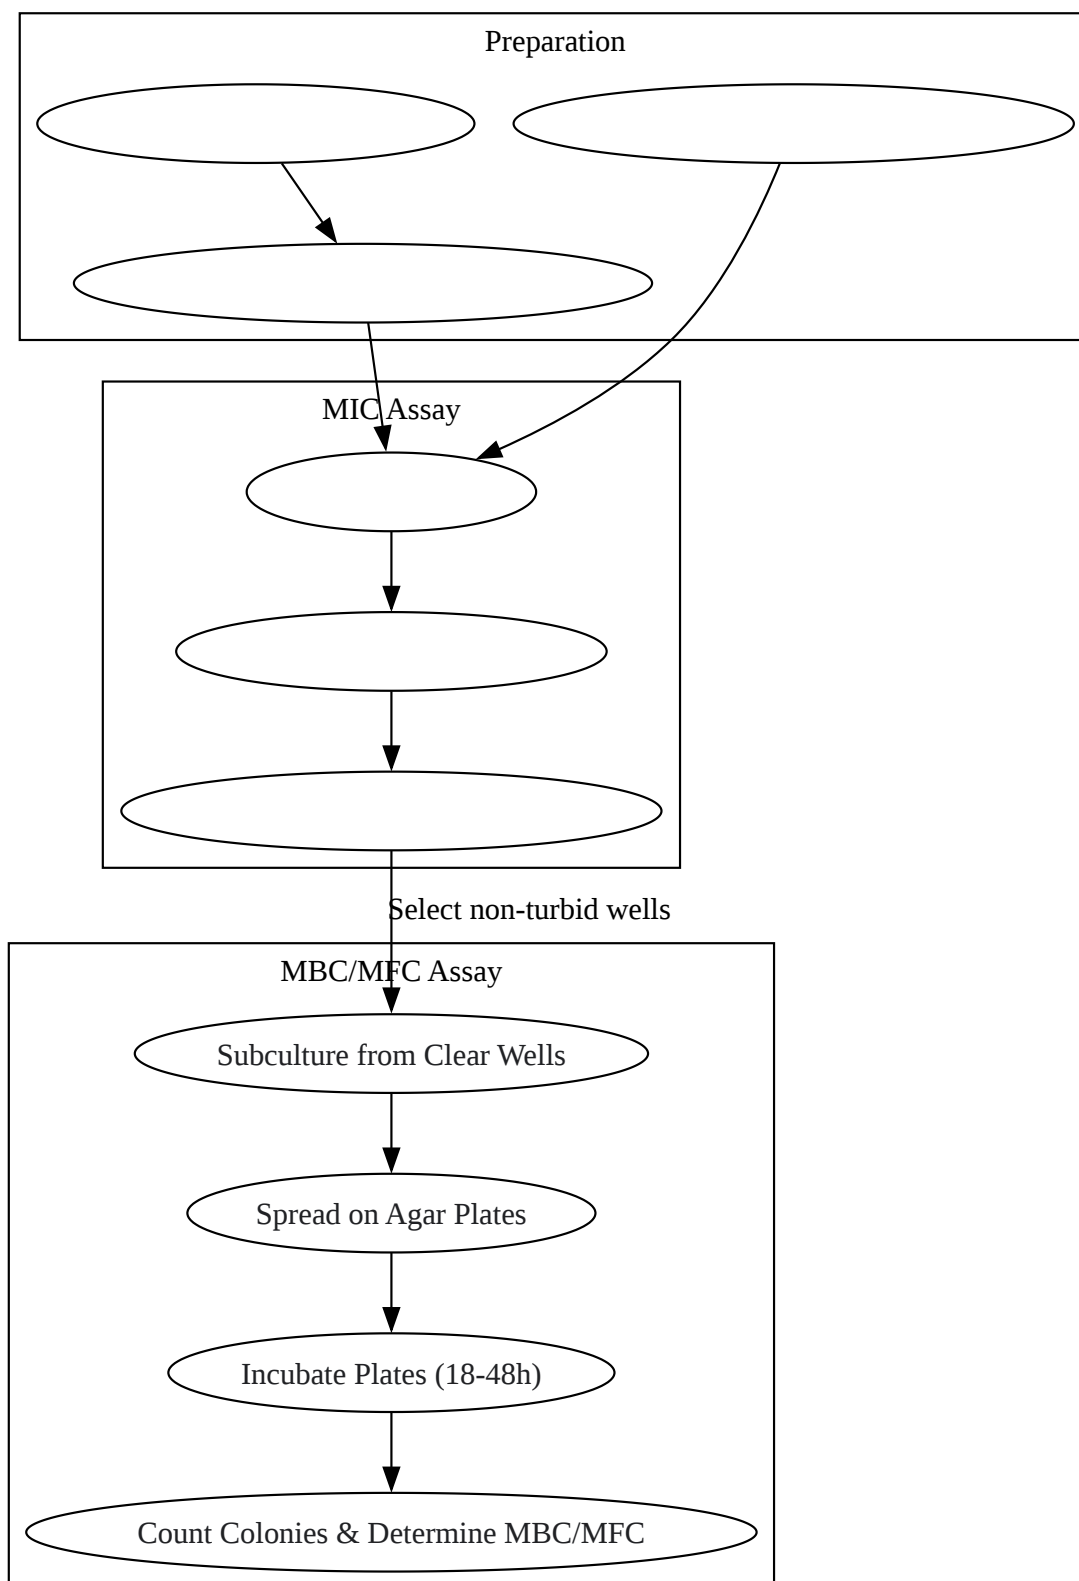 Preparation
MIC Assay
Select non-turbid wells
MBC/MFC Assay
Subculture from Clear Wells
Spread on Agar Plates
Incubate Plates (18-48h)
Count Colonies & Determine MBC/MFC